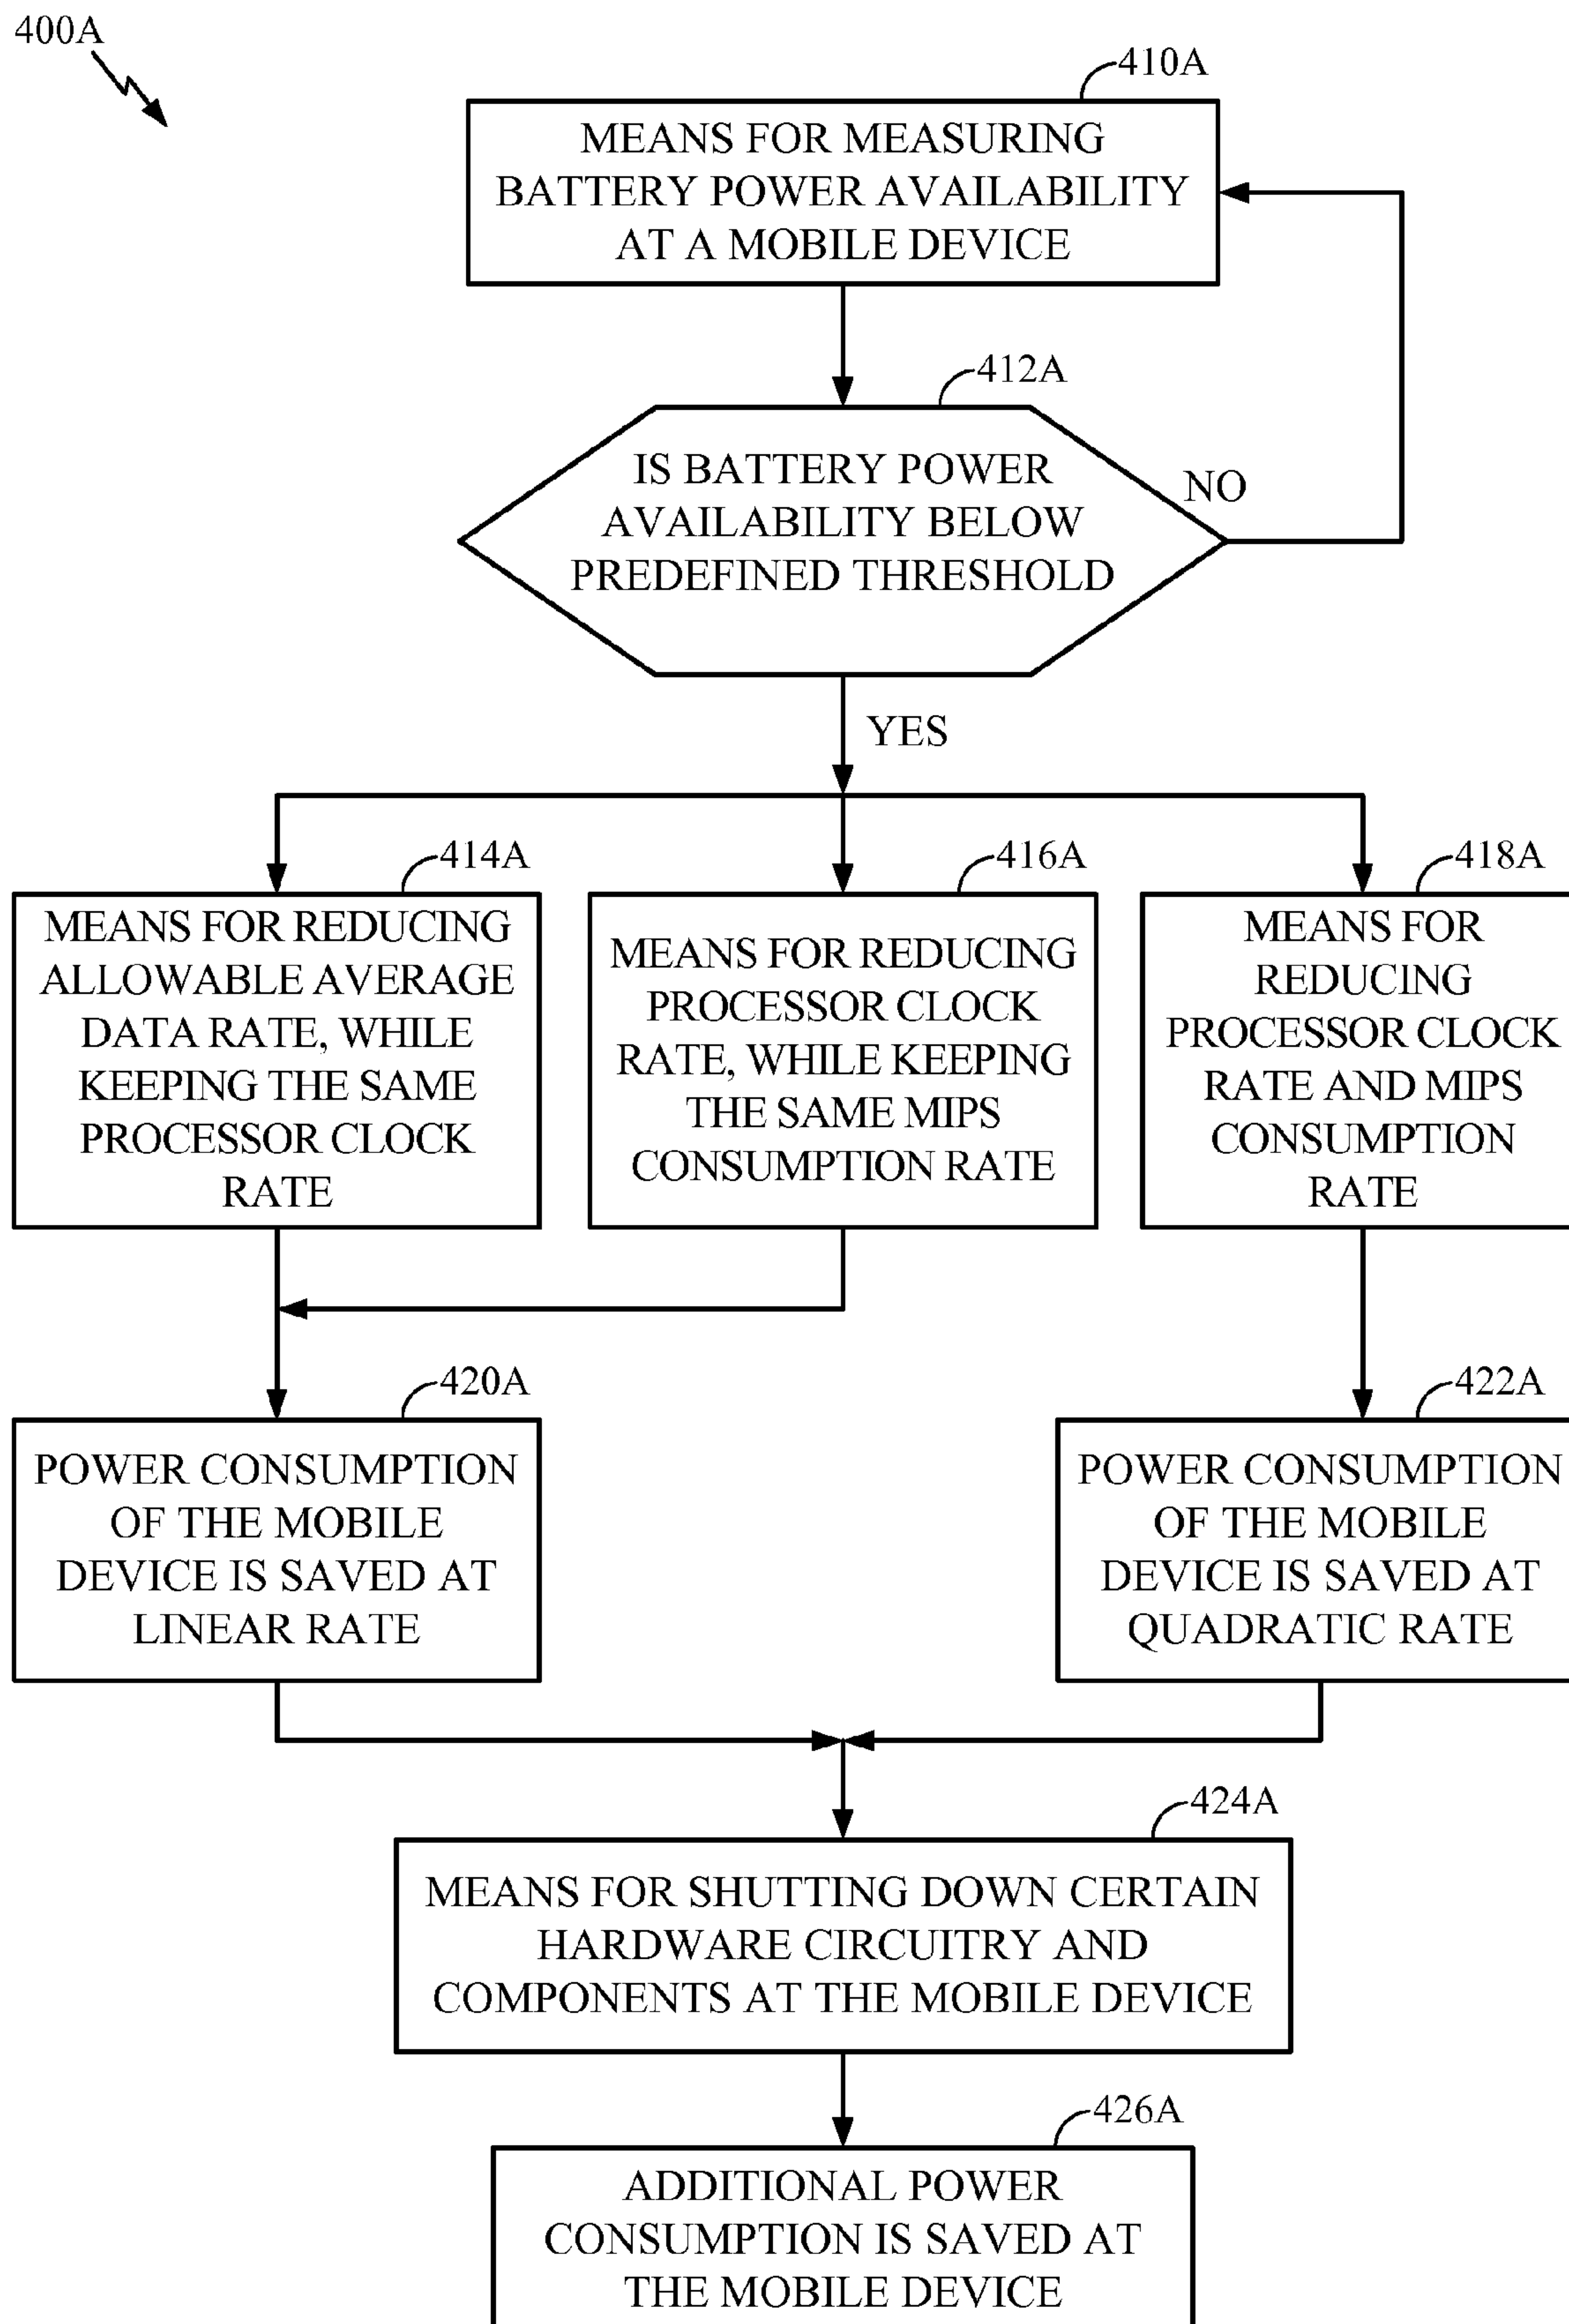 400A
410A
MEANS FOR MEASURING
BATTERY POWER AVAILABILITY
AT A MOBILE DEVICE
412A
IS BATTERY POWER
AVAILABILITY BELOW
PREDEFINED THRESHOLD
NO
YES
414A
MEANS FOR REDUCING
ALLOWABLE AVERAGE
DATA RATE, WHILE
KEEPING THE SAME
PROCESSOR CLOCK
RATE
416A
MEANS FOR REDUCING
PROCESSOR CLOCK
RATE, WHILE KEEPING
THE SAME MIPS
CONSUMPTION RATE
418A
MEANS FOR
REDUCING
PROCESSOR CLOCK
RATE AND MIPS
CONSUMPTION
RATE
420A
POWER CONSUMPTION
OF THE MOBILE
DEVICE IS SAVED AT
LINEAR RATE
422A
POWER CONSUMPTION
OF THE MOBILE
DEVICE IS SAVED AT
QUADRATIC RATE
424A
MEANS FOR SHUTTING DOWN CERTAIN
HARDWARE CIRCUITRY AND
COMPONENTS AT THE MOBILE DEVICE
426A
ADDITIONAL POWER
CONSUMPTION IS SAVED AT
THE MOBILE DEVICE